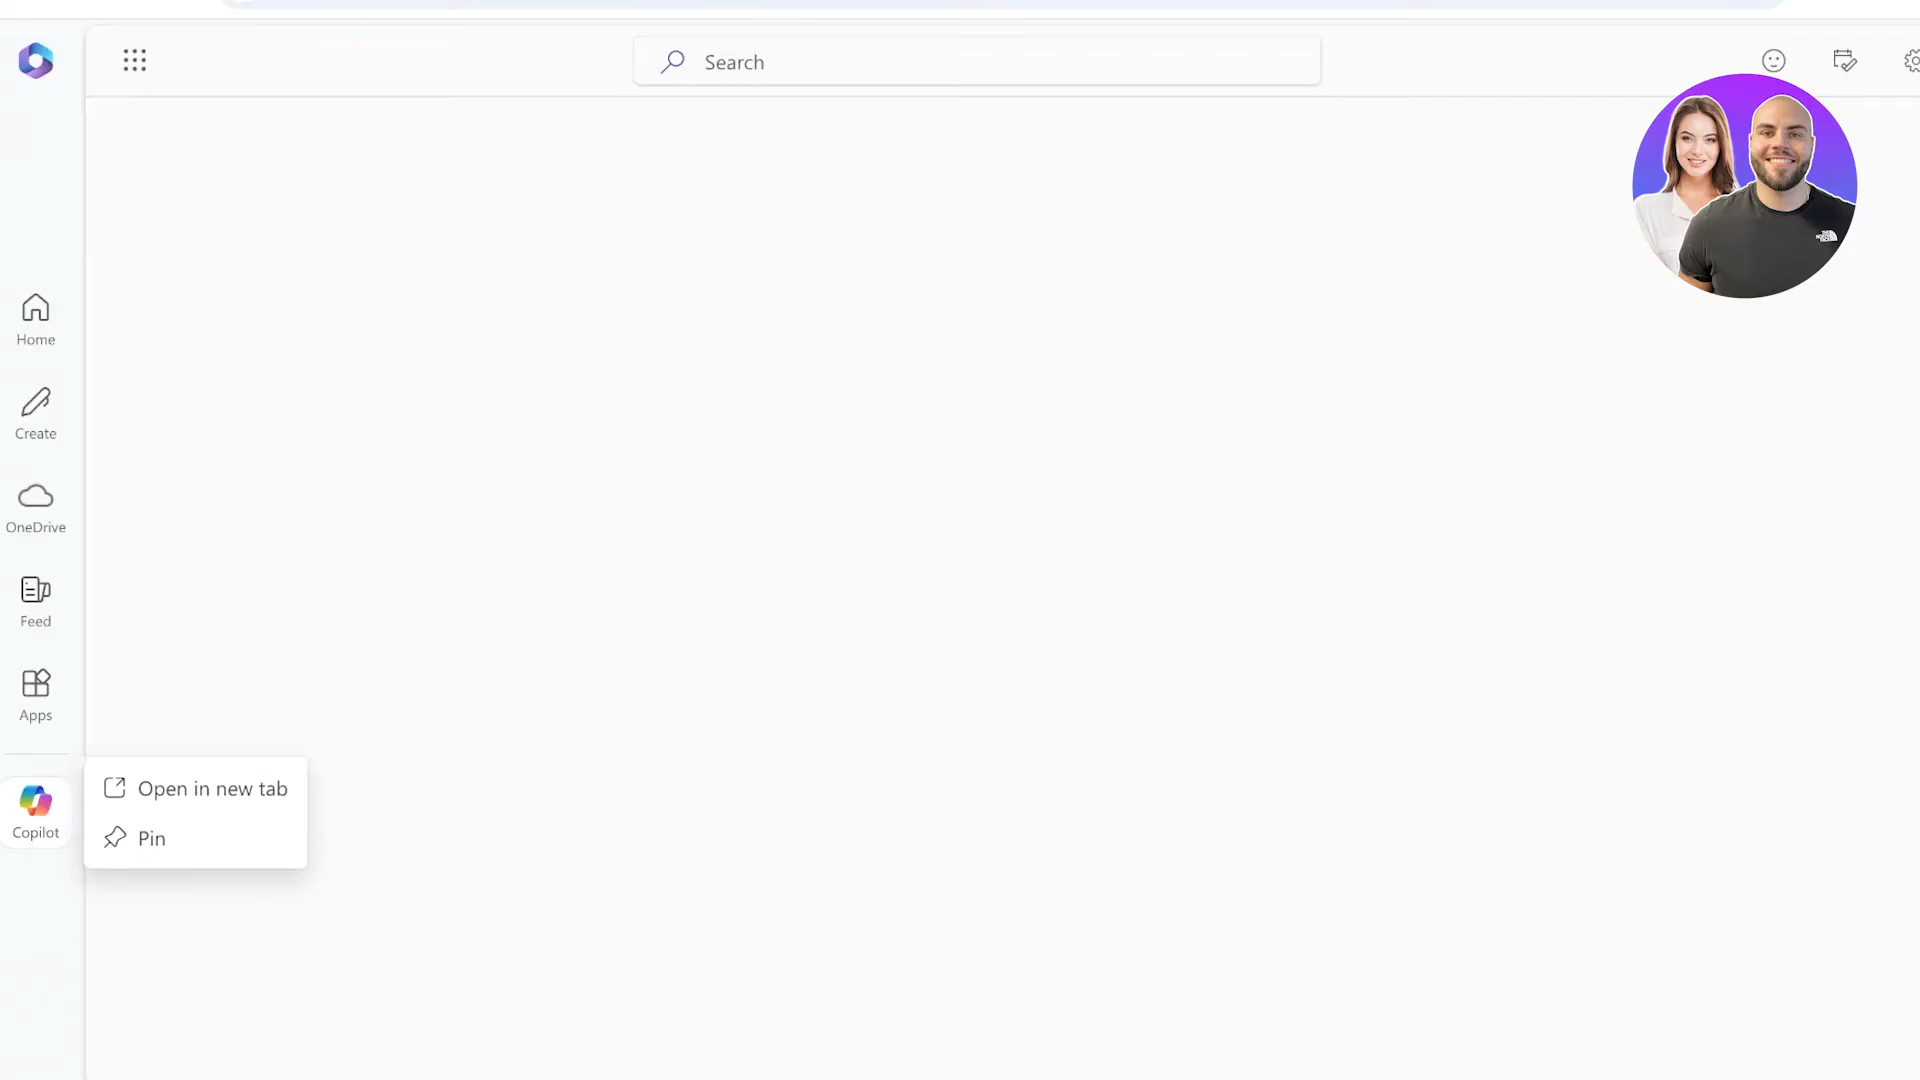 Search
Home
Create
OneDrive
Feed
Apps
Open in new tab
Copilot
Pin